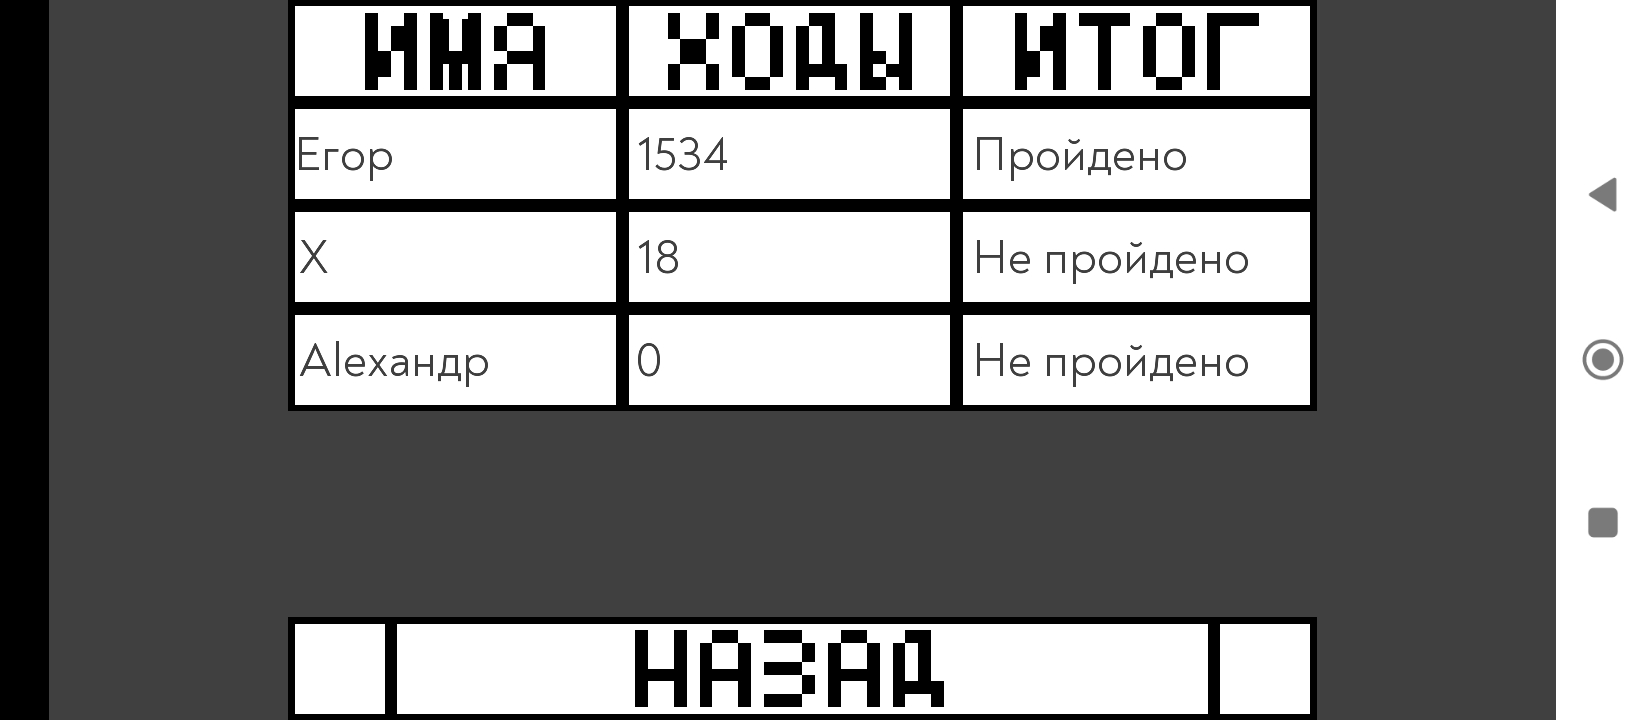 ИМЯ ХОДЫ ИТОГ
Егор 1534 Пройдено
X 18 Не пройдено
Alexандр 0 Не пройдено
НАЗАД